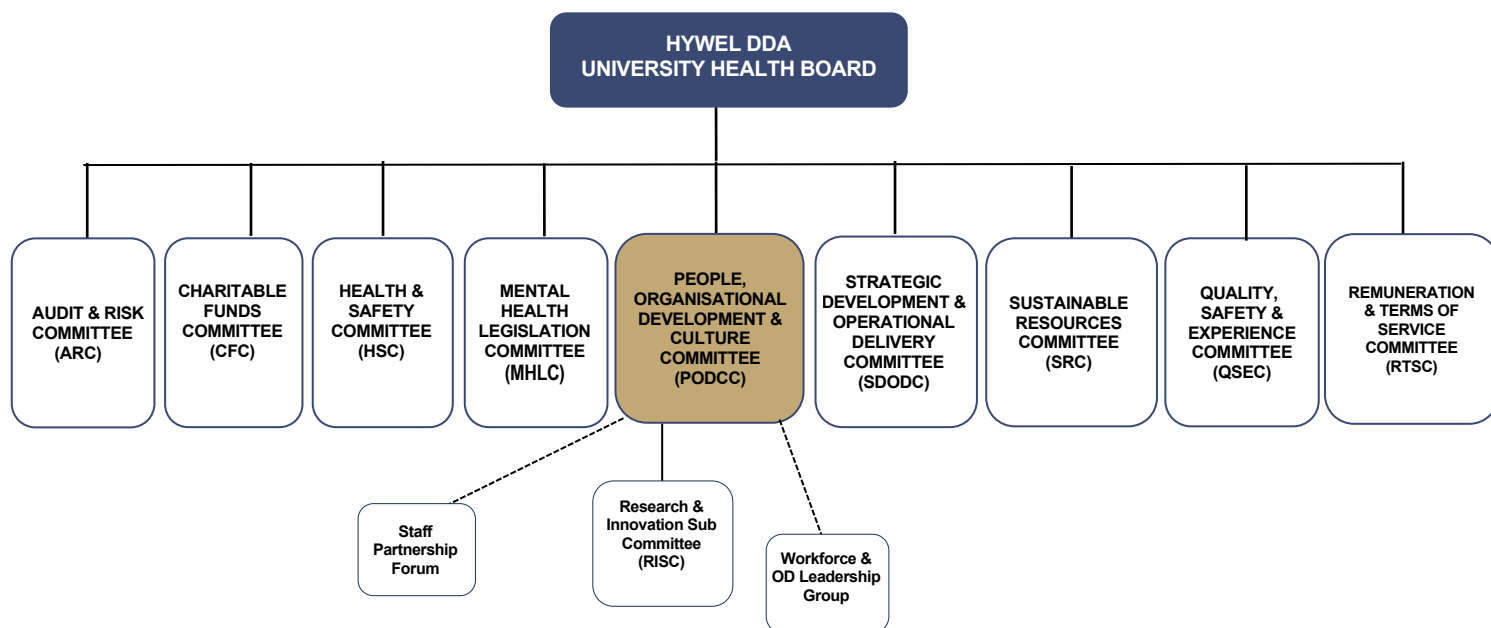 HYWEL DDA
UNIVERSITY HEALTH BOARD
AUDIT & RISK
COMMITTEE
(ARC)
CHARITABLE
FUNDS
COMMITTEE
(CFC)
HEALTH &
SAFETY
COMMITTEE
(HSC)
MENTAL
HEALTH
LEGISLATION
COMMITTEE
(MHLC)
PEOPLE,
ORGANISATIONAL
DEVELOPMENT &
CULTURE
COMMITTEE
(PODCC)
STRATEGIC
DEVELOPMENT &
OPERATIONAL
DELIVERY
COMMITTEE
(SDODC)
SUSTAINABLE
RESOURCES
COMMITTEE
(SRC)
QUALITY,
SAFETY &
EXPERIENCE
COMMITTEE
(QSEC)
REMUNERATION
& TERMS OF
SERVICE
COMMITTEE
(RTSC)
Staff
Partnership
Forum
Research &
Innovation Sub
Committee
(RISC)
Workforce &
OD Leadership
Group